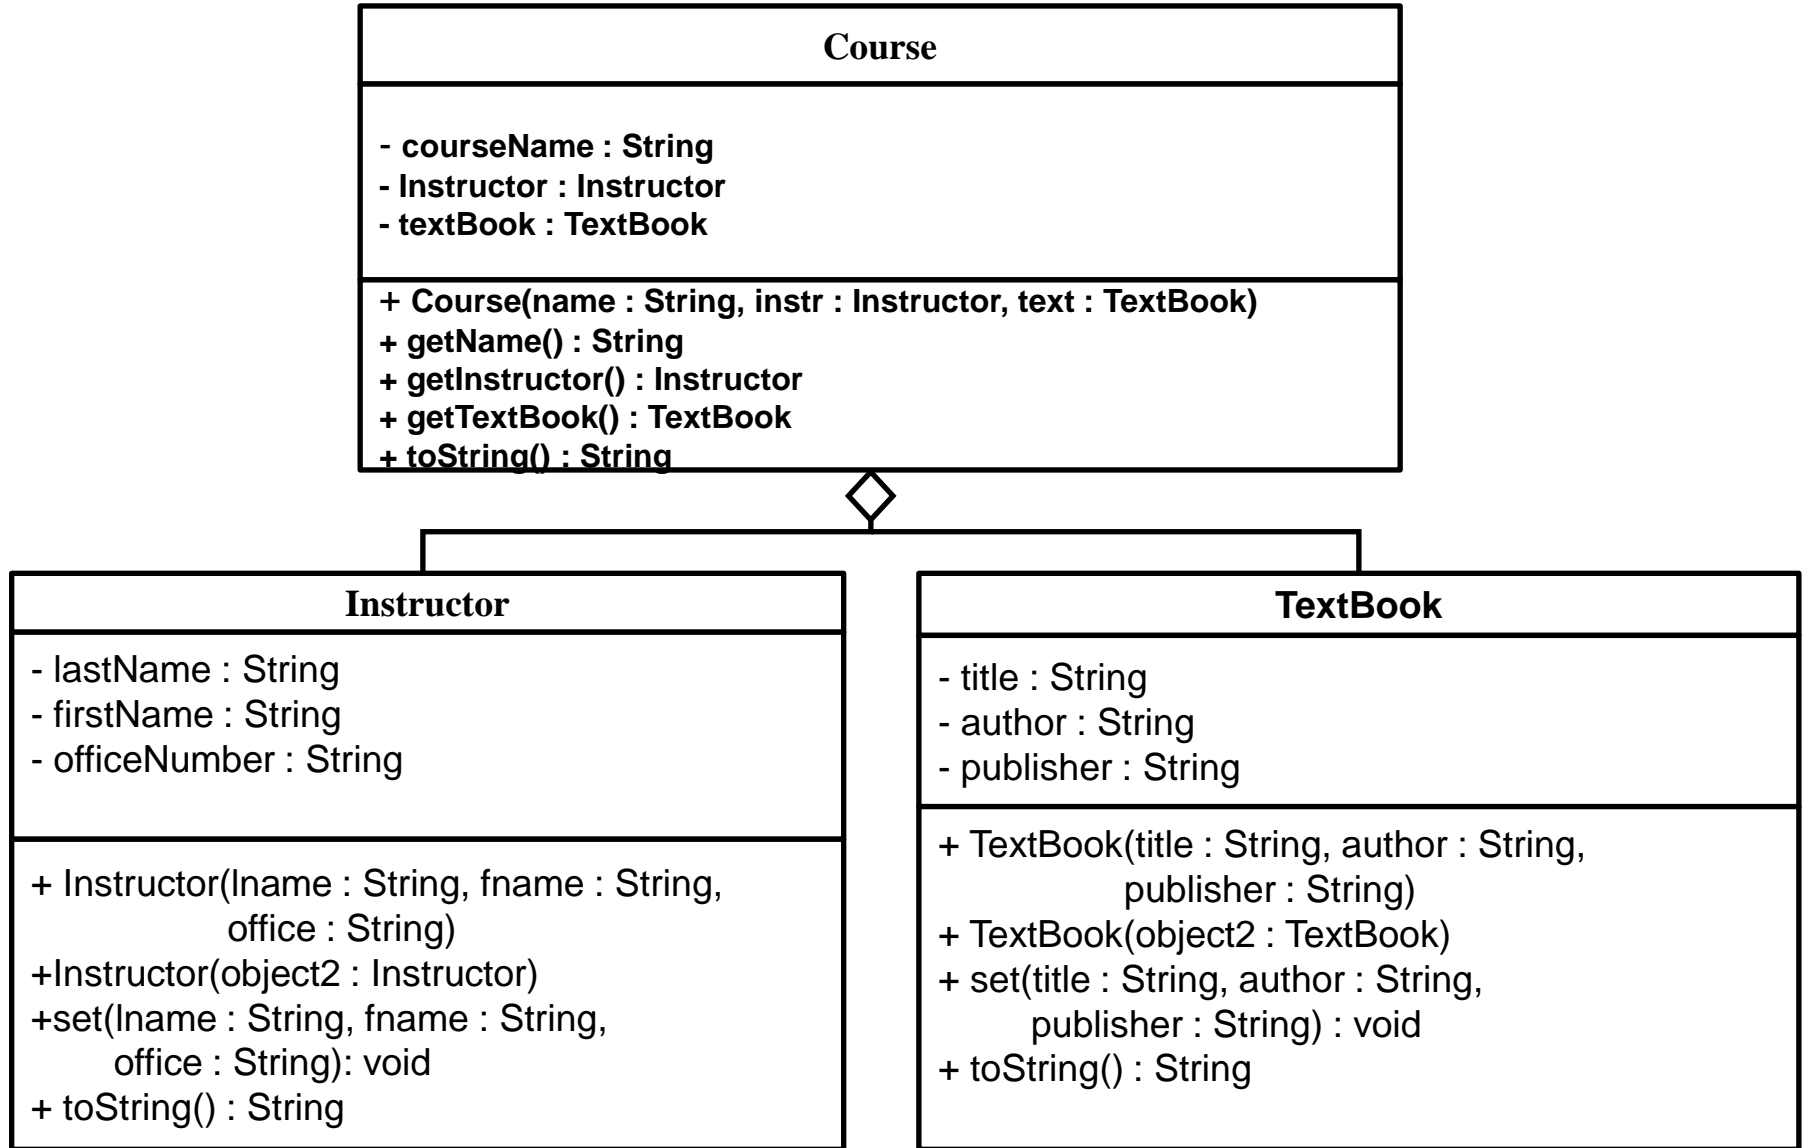 Course
- courseName : String
- Instructor : Instructor
- textBook : TextBook
+ Course(name : String, instr : Instructor, text : TextBook)
+ getName() : String
+ getInstructor() : Instructor
+ getTextBook() : TextBook
+ toString() : String
Instructor
- lastName : String
- firstName : String
- officeNumber : String
+ Instructor(lname : String, fname : String,
office : String)
+Instructor(object2 : Instructor)
+set(lname : String, fname : String,
office : String): void
+ toString() : String
TextBook
- title : String
- author : String
- publisher : String
+ TextBook(title : String, author : String,
publisher : String)
+ TextBook(object2 : TextBook)
+ set(title : String, author : String,
publisher : String) : void
+ toString() : String